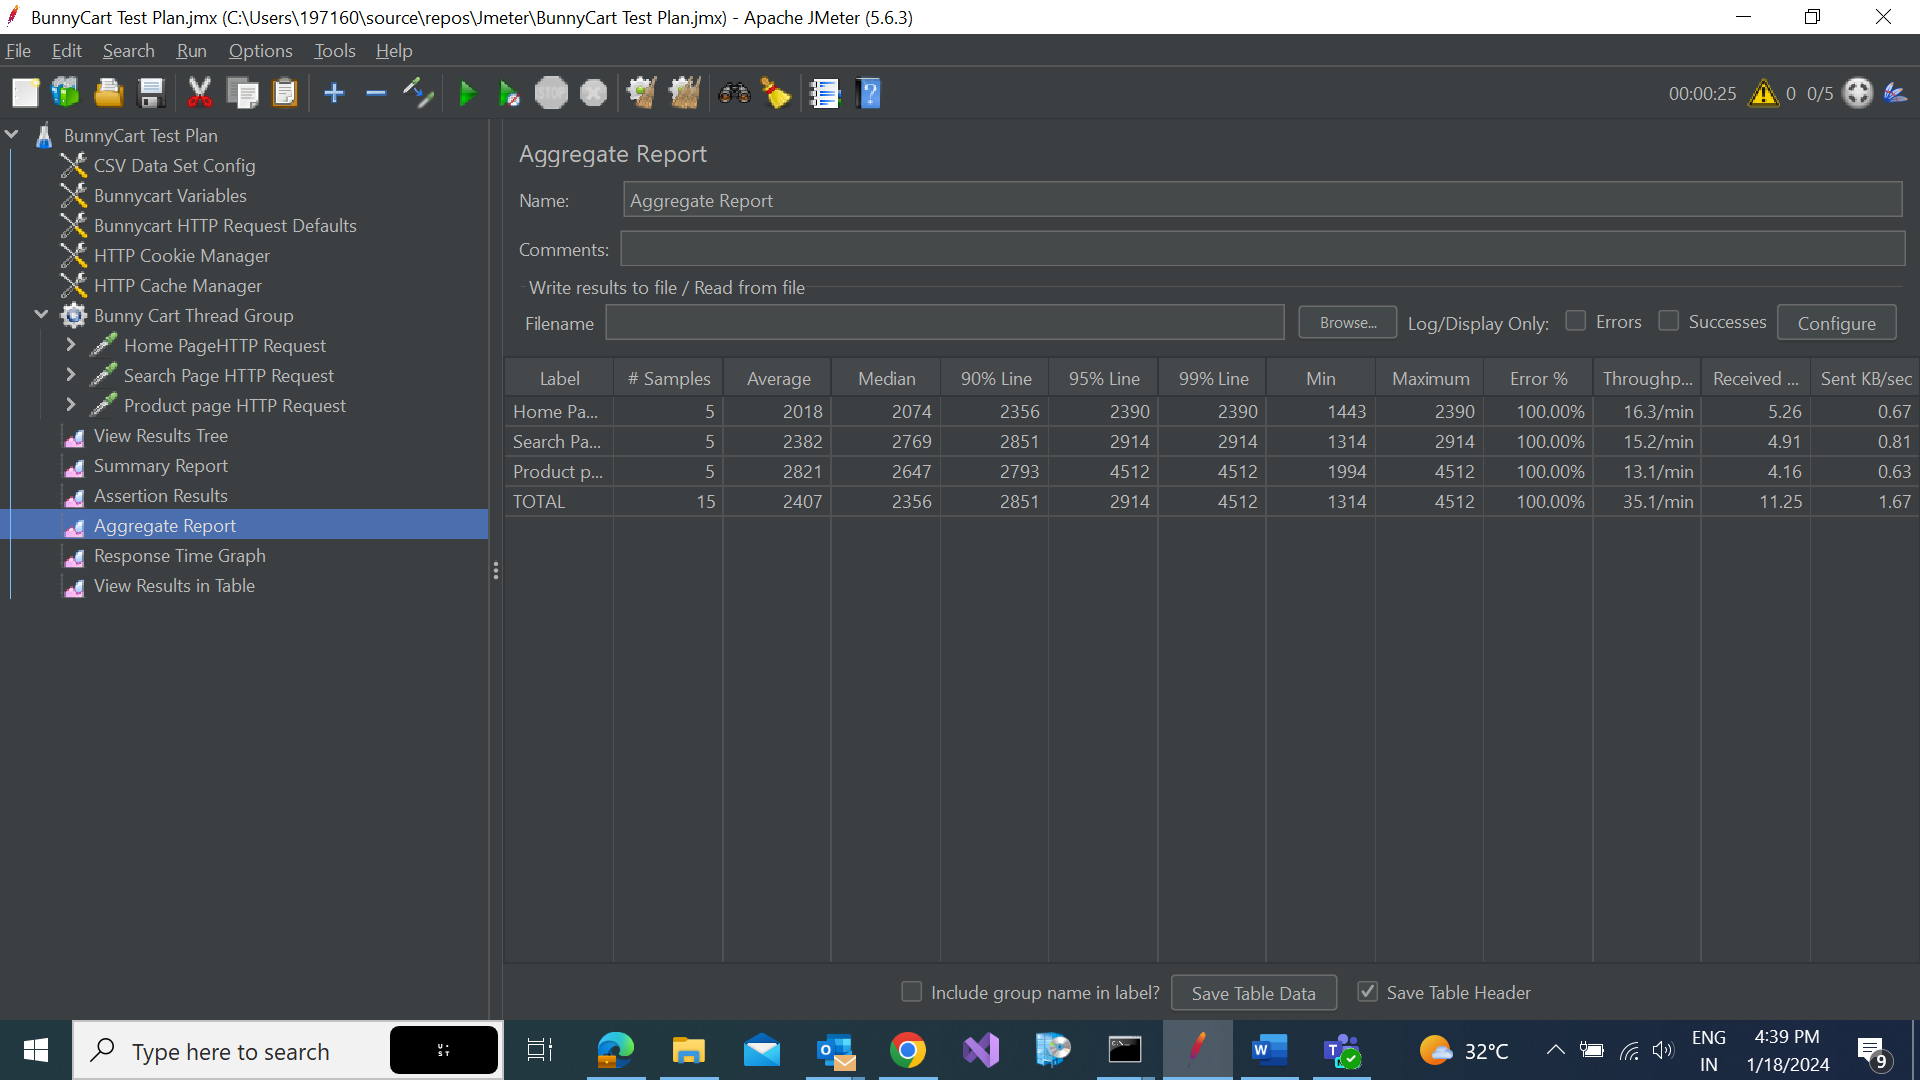 BunnyCart Test Plan.jmx (C:\Users\197160\source\repos\Jmeter\BunnyCart Test Plan.jmx) - Apache JMeter (5.6.3)
File Edit Search Run Options Tools Help
STOP 00:00:25 0 0/5
BunnyCart Test Plan
CSV Data Set Config
Bunnycart Variables
Bunnycart HTTP Request Defaults
HTTP Cookie Manager
HTTP Cache Manager
Bunny Cart Thread Group
Home PageHTTP Request
Search Page HTTP Request
Product page HTTP Request
View Results Tree
Summary Report
Assertion Results
Aggregate Report
Response Time Graph
View Results in Table
Aggregate Report
Name: Aggregate Report
Comments:
Write results to file / Read from file
Filename Browse... Log/Display Only: Errors Successes Configure
Label # Samples Average Median 90% Line 95% Line 99% Line Min Maximum Error % Throughp... Received ... Sent KB/sec
Home Pa... 5 2018 2074 2356 2390 2390 1443 2390 100.00% 16.3/min 5.26 0.67
Search Pa... 5 2382 2769 2851 2914 2914 1314 2914 100.00% 15.2/min 4.91 0.81
Product p... 5 2821 2647 2793 4512 4512 1994 4512 100.00% 13.1/min 4.16 0.63
TOTAL 15 2407 2356 2851 2914 4512 1314 4512 100.00% 35.1/min 11.25 1.67
Include group name in label? Save Table Data Save Table Header
Type here to search
32°C
ENG
IN
4:39 PM
1/18/2024
9